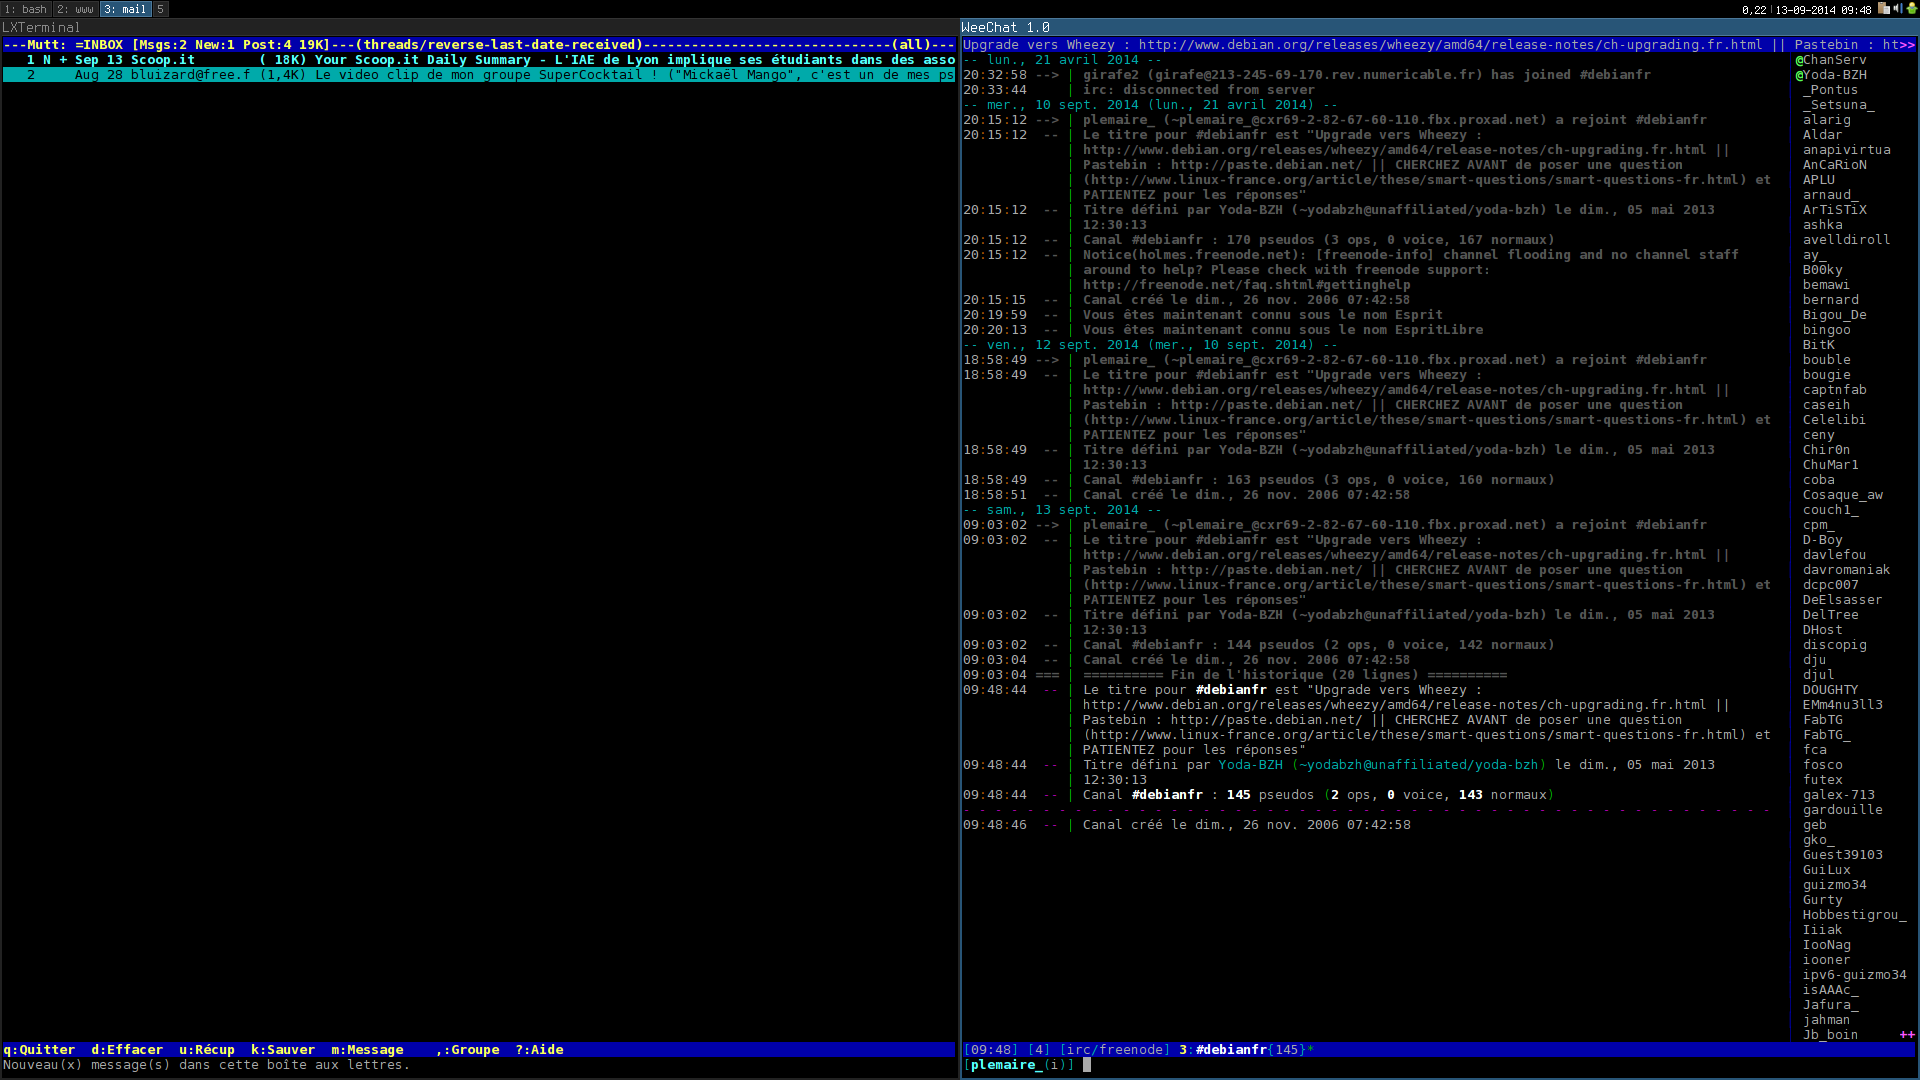 1: bash 2: www 3: mail 5
0,22 | 13-09-2014 09:48
LXTerminal
---Mutt: =INBOX [Msgs:2 New:1 Post:4 19K]---(threads/reverse-last-date-received)-------------------------------(all)---
1 N + Sep 13 Scoop.it ( 18K) Your Scoop.it Daily Summary - L'IAE de Lyon implique ses étudiants dans des asso
2 Aug 28 bluizard@free.f (1,4K) Le video clip de mon groupe SuperCocktail ! ("Mickaël Mango", c'est un de mes ps
q:Quitter d:Effacer u:Récup k:Sauver m:Message ,:Groupe ?:Aide
Nouveau(x) message(s) dans cette boîte aux lettres.
WeeChat 1.0
Upgrade vers Wheezy : http://www.debian.org/releases/wheezy/amd64/release-notes/ch-upgrading.fr.html || Pastebin : ht>>
-- lun., 21 avril 2014 --
20:32:58 --> | girafe2 (girafe@213-245-69-170.rev.numericable.fr) has joined #debianfr
20:33:44 | irc: disconnected from server
-- mer., 10 sept. 2014 (lun., 21 avril 2014) --
20:15:12 --> | plemaire_ (~plemaire_@cxr69-2-82-67-60-110.fbx.proxad.net) a rejoint #debianfr
20:15:12 -- | Le titre pour #debianfr est "Upgrade vers Wheezy :
| http://www.debian.org/releases/wheezy/amd64/release-notes/ch-upgrading.fr.html ||
| Pastebin : http://paste.debian.net/ || CHERCHEZ AVANT de poser une question
| (http://www.linux-france.org/article/these/smart-questions/smart-questions-fr.html) et
| PATIENTEZ pour les réponses"
20:15:12 -- | Titre défini par Yoda-BZH (~yodabzh@unaffiliated/yoda-bzh) le dim., 05 mai 2013
| 12:30:13
20:15:12 -- | Canal #debianfr : 170 pseudos (3 ops, 0 voice, 167 normaux)
20:15:12 -- | Notice(holmes.freenode.net): [freenode-info] channel flooding and no channel staff
| around to help? Please check with freenode support:
| http://freenode.net/faq.shtml#gettinghelp
20:15:15 -- | Canal créé le dim., 26 nov. 2006 07:42:58
20:19:59 -- | Vous êtes maintenant connu sous le nom Esprit
20:20:13 -- | Vous êtes maintenant connu sous le nom EspritLibre
-- ven., 12 sept. 2014 (mer., 10 sept. 2014) --
18:58:49 --> | plemaire_ (~plemaire_@cxr69-2-82-67-60-110.fbx.proxad.net) a rejoint #debianfr
18:58:49 -- | Le titre pour #debianfr est "Upgrade vers Wheezy :
| http://www.debian.org/releases/wheezy/amd64/release-notes/ch-upgrading.fr.html ||
| Pastebin : http://paste.debian.net/ || CHERCHEZ AVANT de poser une question
| (http://www.linux-france.org/article/these/smart-questions/smart-questions-fr.html) et
| PATIENTEZ pour les réponses"
18:58:49 -- | Titre défini par Yoda-BZH (~yodabzh@unaffiliated/yoda-bzh) le dim., 05 mai 2013
| 12:30:13
18:58:49 -- | Canal #debianfr : 163 pseudos (3 ops, 0 voice, 160 normaux)
18:58:51 -- | Canal créé le dim., 26 nov. 2006 07:42:58
-- sam., 13 sept. 2014 --
09:03:02 --> | plemaire_ (~plemaire_@cxr69-2-82-67-60-110.fbx.proxad.net) a rejoint #debianfr
09:03:02 -- | Le titre pour #debianfr est "Upgrade vers Wheezy :
| http://www.debian.org/releases/wheezy/amd64/release-notes/ch-upgrading.fr.html ||
| Pastebin : http://paste.debian.net/ || CHERCHEZ AVANT de poser une question
| (http://www.linux-france.org/article/these/smart-questions/smart-questions-fr.html) et
| PATIENTEZ pour les réponses"
09:03:02 -- | Titre défini par Yoda-BZH (~yodabzh@unaffiliated/yoda-bzh) le dim., 05 mai 2013
| 12:30:13
09:03:02 -- | Canal #debianfr : 144 pseudos (2 ops, 0 voice, 142 normaux)
09:03:04 -- | Canal créé le dim., 26 nov. 2006 07:42:58
09:03:04 === | ========== Fin de l'historique (20 lignes) ==========
09:48:44 -- | Le titre pour #debianfr est "Upgrade vers Wheezy :
| http://www.debian.org/releases/wheezy/amd64/release-notes/ch-upgrading.fr.html ||
| Pastebin : http://paste.debian.net/ || CHERCHEZ AVANT de poser une question
| (http://www.linux-france.org/article/these/smart-questions/smart-questions-fr.html) et
| PATIENTEZ pour les réponses"
09:48:44 -- | Titre défini par Yoda-BZH (~yodabzh@unaffiliated/yoda-bzh) le dim., 05 mai 2013
| 12:30:13
09:48:44 -- | Canal #debianfr : 145 pseudos (2 ops, 0 voice, 143 normaux)
09:48:46 -- | Canal créé le dim., 26 nov. 2006 07:42:58
@ChanServ
@Yoda-BZH
_Pontus
_Setsuna_
alarig
Aldar
anapivirtua
AnCaRioN
APLU
arnaud_
ArTiSTiX
ashka
avelldiroll
ay_
B00ky
bemawi
bernard
Bigou_De
bingoo
BitK
bouble
bougie
captnfab
caseih
Celelibi
ceny
Chir0n
ChuMar1
coba
Cosaque_aw
couch1_
cpm_
D-Boy
davlefou
davromaniak
dcpc007
DeElsasser
DelTree
DHost
discopig
dju
djul
DOUGHTY
EMm4nu3ll3
FabTG
FabTG_
fca
fosco
futex
galex-713
gardouille
geb
gko_
Guest39103
GuiLux
guizmo34
Gurty
Hobbestigrou_
Iiiak
IooNag
iooner
ipv6-guizmo34
isAAAc_
Jafura_
jahman
Jb_boin ++
[09:48] [4] [irc/freenode] 3:#debianfr{145}*
[plemaire_(i)]